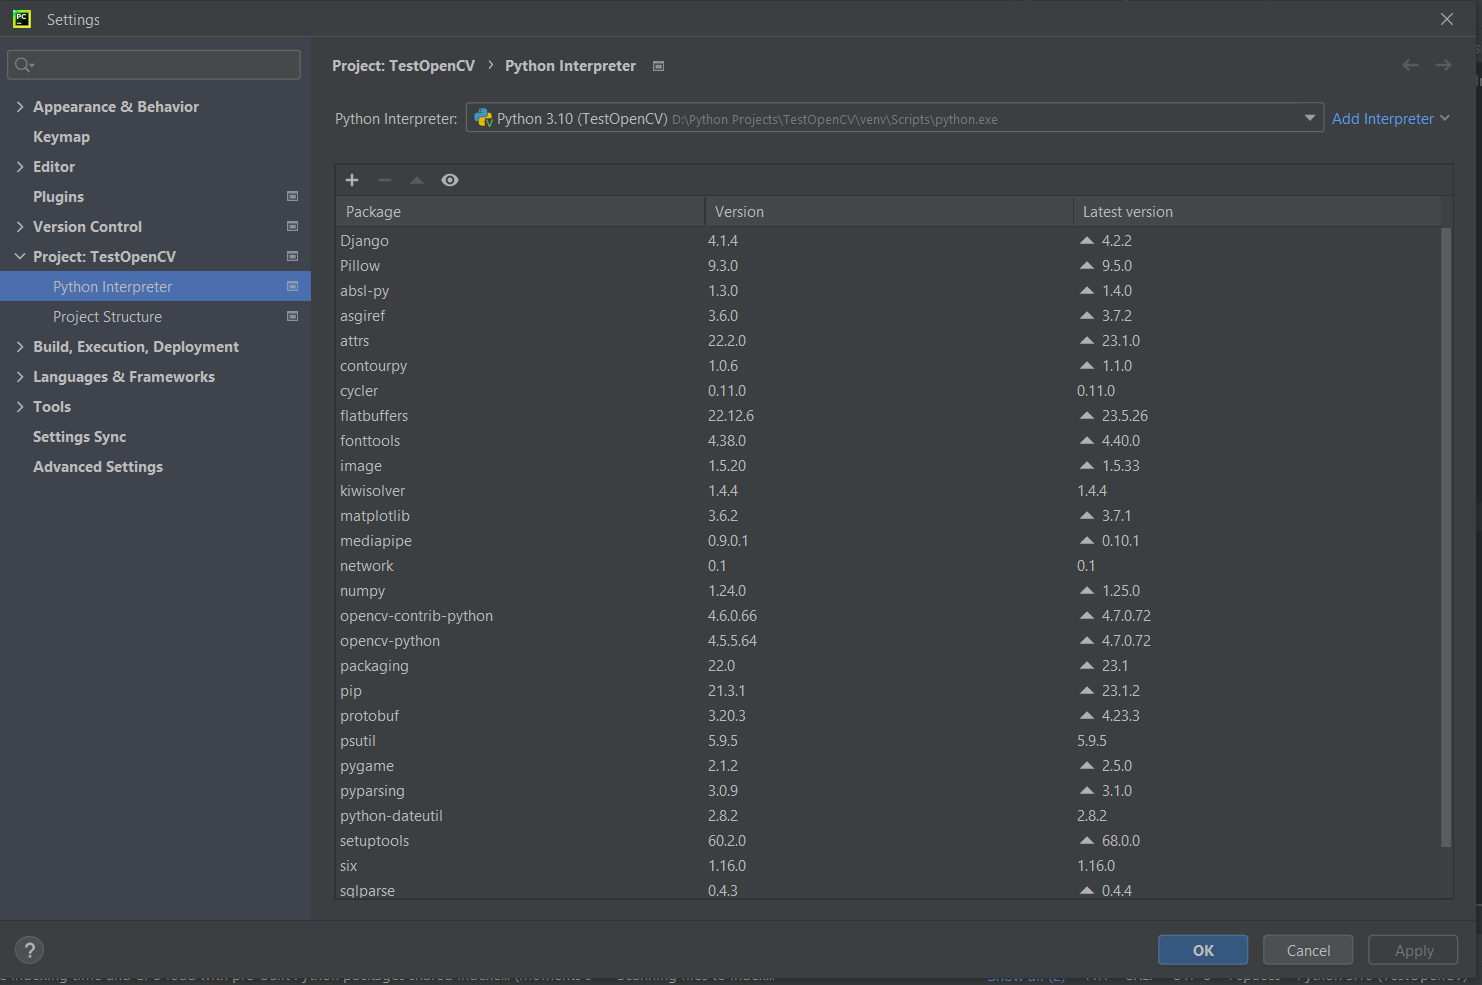 Settings
Appearance & Behavior
Keymap
Editor
Plugins
Version Control
Project: TestOpenCV
Python Interpreter
Project Structure
Build, Execution, Deployment
Languages & Frameworks
Tools
Settings Sync
Advanced Settings
Project: TestOpenCV › Python Interpreter
Python Interpreter: Python 3.10 (TestOpenCV) D:\Python Projects\TestOpenCV\venv\Scripts\python.exe Add Interpreter
Package Version Latest version
Django 4.1.4 4.2.2
Pillow 9.3.0 9.5.0
absl-py 1.3.0 1.4.0
asgiref 3.6.0 3.7.2
attrs 22.2.0 23.1.0
contourpy 1.0.6 1.1.0
cycler 0.11.0 0.11.0
flatbuffers 22.12.6 23.5.26
fonttools 4.38.0 4.40.0
image 1.5.20 1.5.33
kiwisolver 1.4.4 1.4.4
matplotlib 3.6.2 3.7.1
mediapipe 0.9.0.1 0.10.1
network 0.1 0.1
numpy 1.24.0 1.25.0
opencv-contrib-python 4.6.0.66 4.7.0.72
opencv-python 4.5.5.64 4.7.0.72
packaging 22.0 23.1
pip 21.3.1 23.1.2
protobuf 3.20.3 4.23.3
psutil 5.9.5 5.9.5
pygame 2.1.2 2.5.0
pyparsing 3.0.9 3.1.0
python-dateutil 2.8.2 2.8.2
setuptools 60.2.0 68.0.0
six 1.16.0 1.16.0
sqlparse 0.4.3 0.4.4
?
OK Cancel Apply